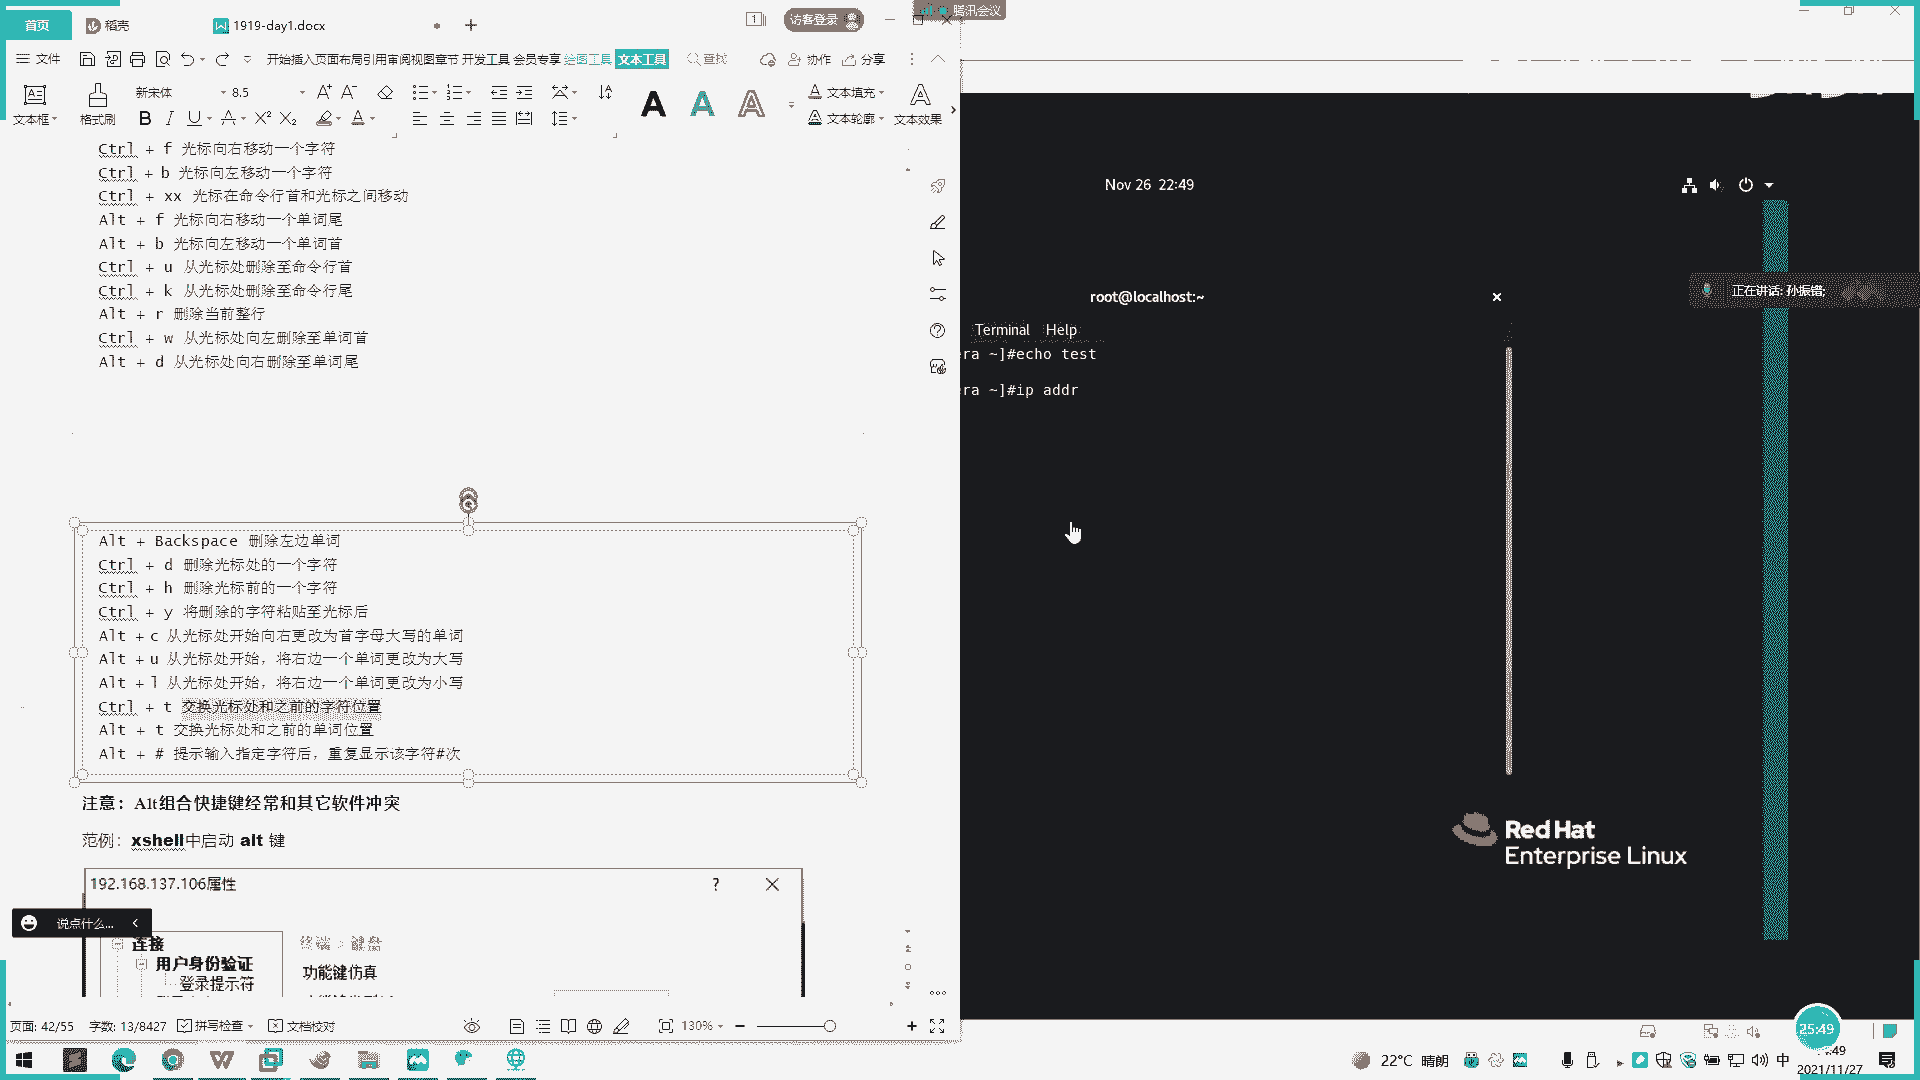 首页
稻壳
1919-day1.docx
访客登录
腾讯会议
文件
开始插入页面布局引用审阅视图章节 开发工具 会员专享 绘图工具 文本工具
查找
协作
分享
文本框
格式刷
新宋体
8.5
文本填充
文本轮廓
文本效果
Ctrl + f 光标向右移动一个字符
Ctrl + b 光标向左移动一个字符
Ctrl + xx 光标在命令行首和光标之间移动
Alt + f 光标向右移动一个单词尾
Alt + b 光标向左移动一个单词首
Ctrl + u 从光标处删除至命令行首
Ctrl + k 从光标处删除至命令行尾
Alt + r 删除当前整行
Ctrl + w 从光标处向左删除至单词首
Alt + d 从光标处向右删除至单词尾
Alt + Backspace 删除左边单词
Ctrl + d 删除光标处的一个字符
Ctrl + h 删除光标前的一个字符
Ctrl + y 将删除的字符粘贴至光标后
Alt + c 从光标处开始向右更改为首字母大写的单词
Alt + u 从光标处开始，将右边一个单词更改为大写
Alt + l 从光标处开始，将右边一个单词更改为小写
Ctrl + t 交换光标处和之前的字符位置
Alt + t 交换光标处和之前的单词位置
Alt + # 提示输入指定字符后，重复显示该字符#次
注意：Alt组合快捷键经常和其它软件冲突
范例：xshell中启动 alt 键
192.168.137.106属性
?
说点什么...
连接
用户身份验证
登录提示符
终端 > 键盘
功能键仿真
页面: 42/55
字数: 13/8427
拼写检查
文档校对
130%
Nov 26 22:49
root@localhost:~
Terminal Help
era ~]#echo test
era ~]#ip addr
正在讲话: 孙振锴;
Red Hat
Enterprise Linux
25:49
22°C 晴朗
中
2021/11/27